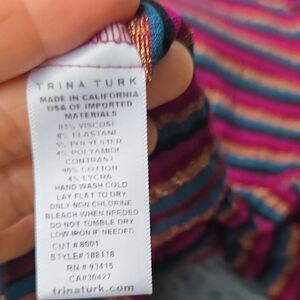 TRINA TURK
MADE IN CALIFORNIA
USA OF IMPORTED
MATERIALS
83% VISCOSE
8% ELASTANE
5% POLYESTER
4% POLYAMIDE
CONTRAST
96% COTTON
4% LYCRA
HAND WASH COLD
LAY FLAT TO DRY
ONLY NON CHLORINE
BLEACH WHEN NEEDED
DO NOT TUMBLE DRY
LOW IRON IF NEEDED
CUT# 8001
STYLE# 188118
RN # 93415
CA#30427
trinaturk.com